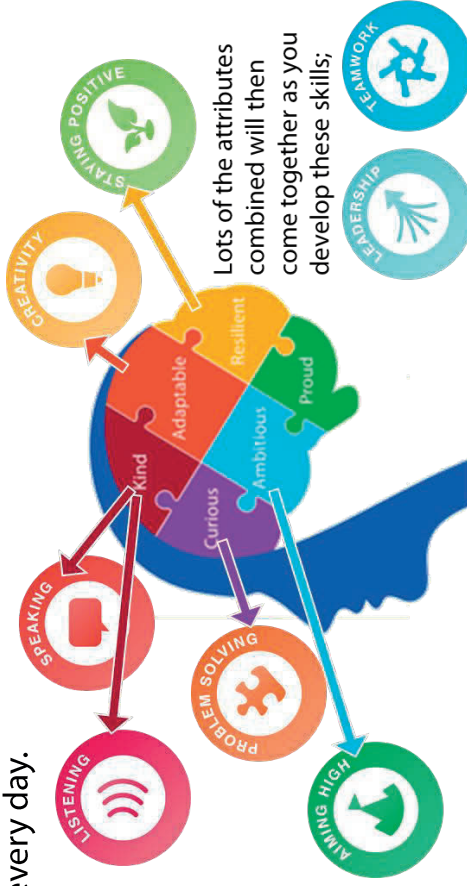 every day.
LISTENING
SPEAKING
CREATIVITY
STAYING POSITIVE
Kind
Adaptable
Resilient
Curious
Ambitious
Proud
PROBLEM SOLVING
AIMING HIGH
Lots of the attributes
combined will then
come together as you
develop these skills;
LEADERSHIP
TEAMWORK